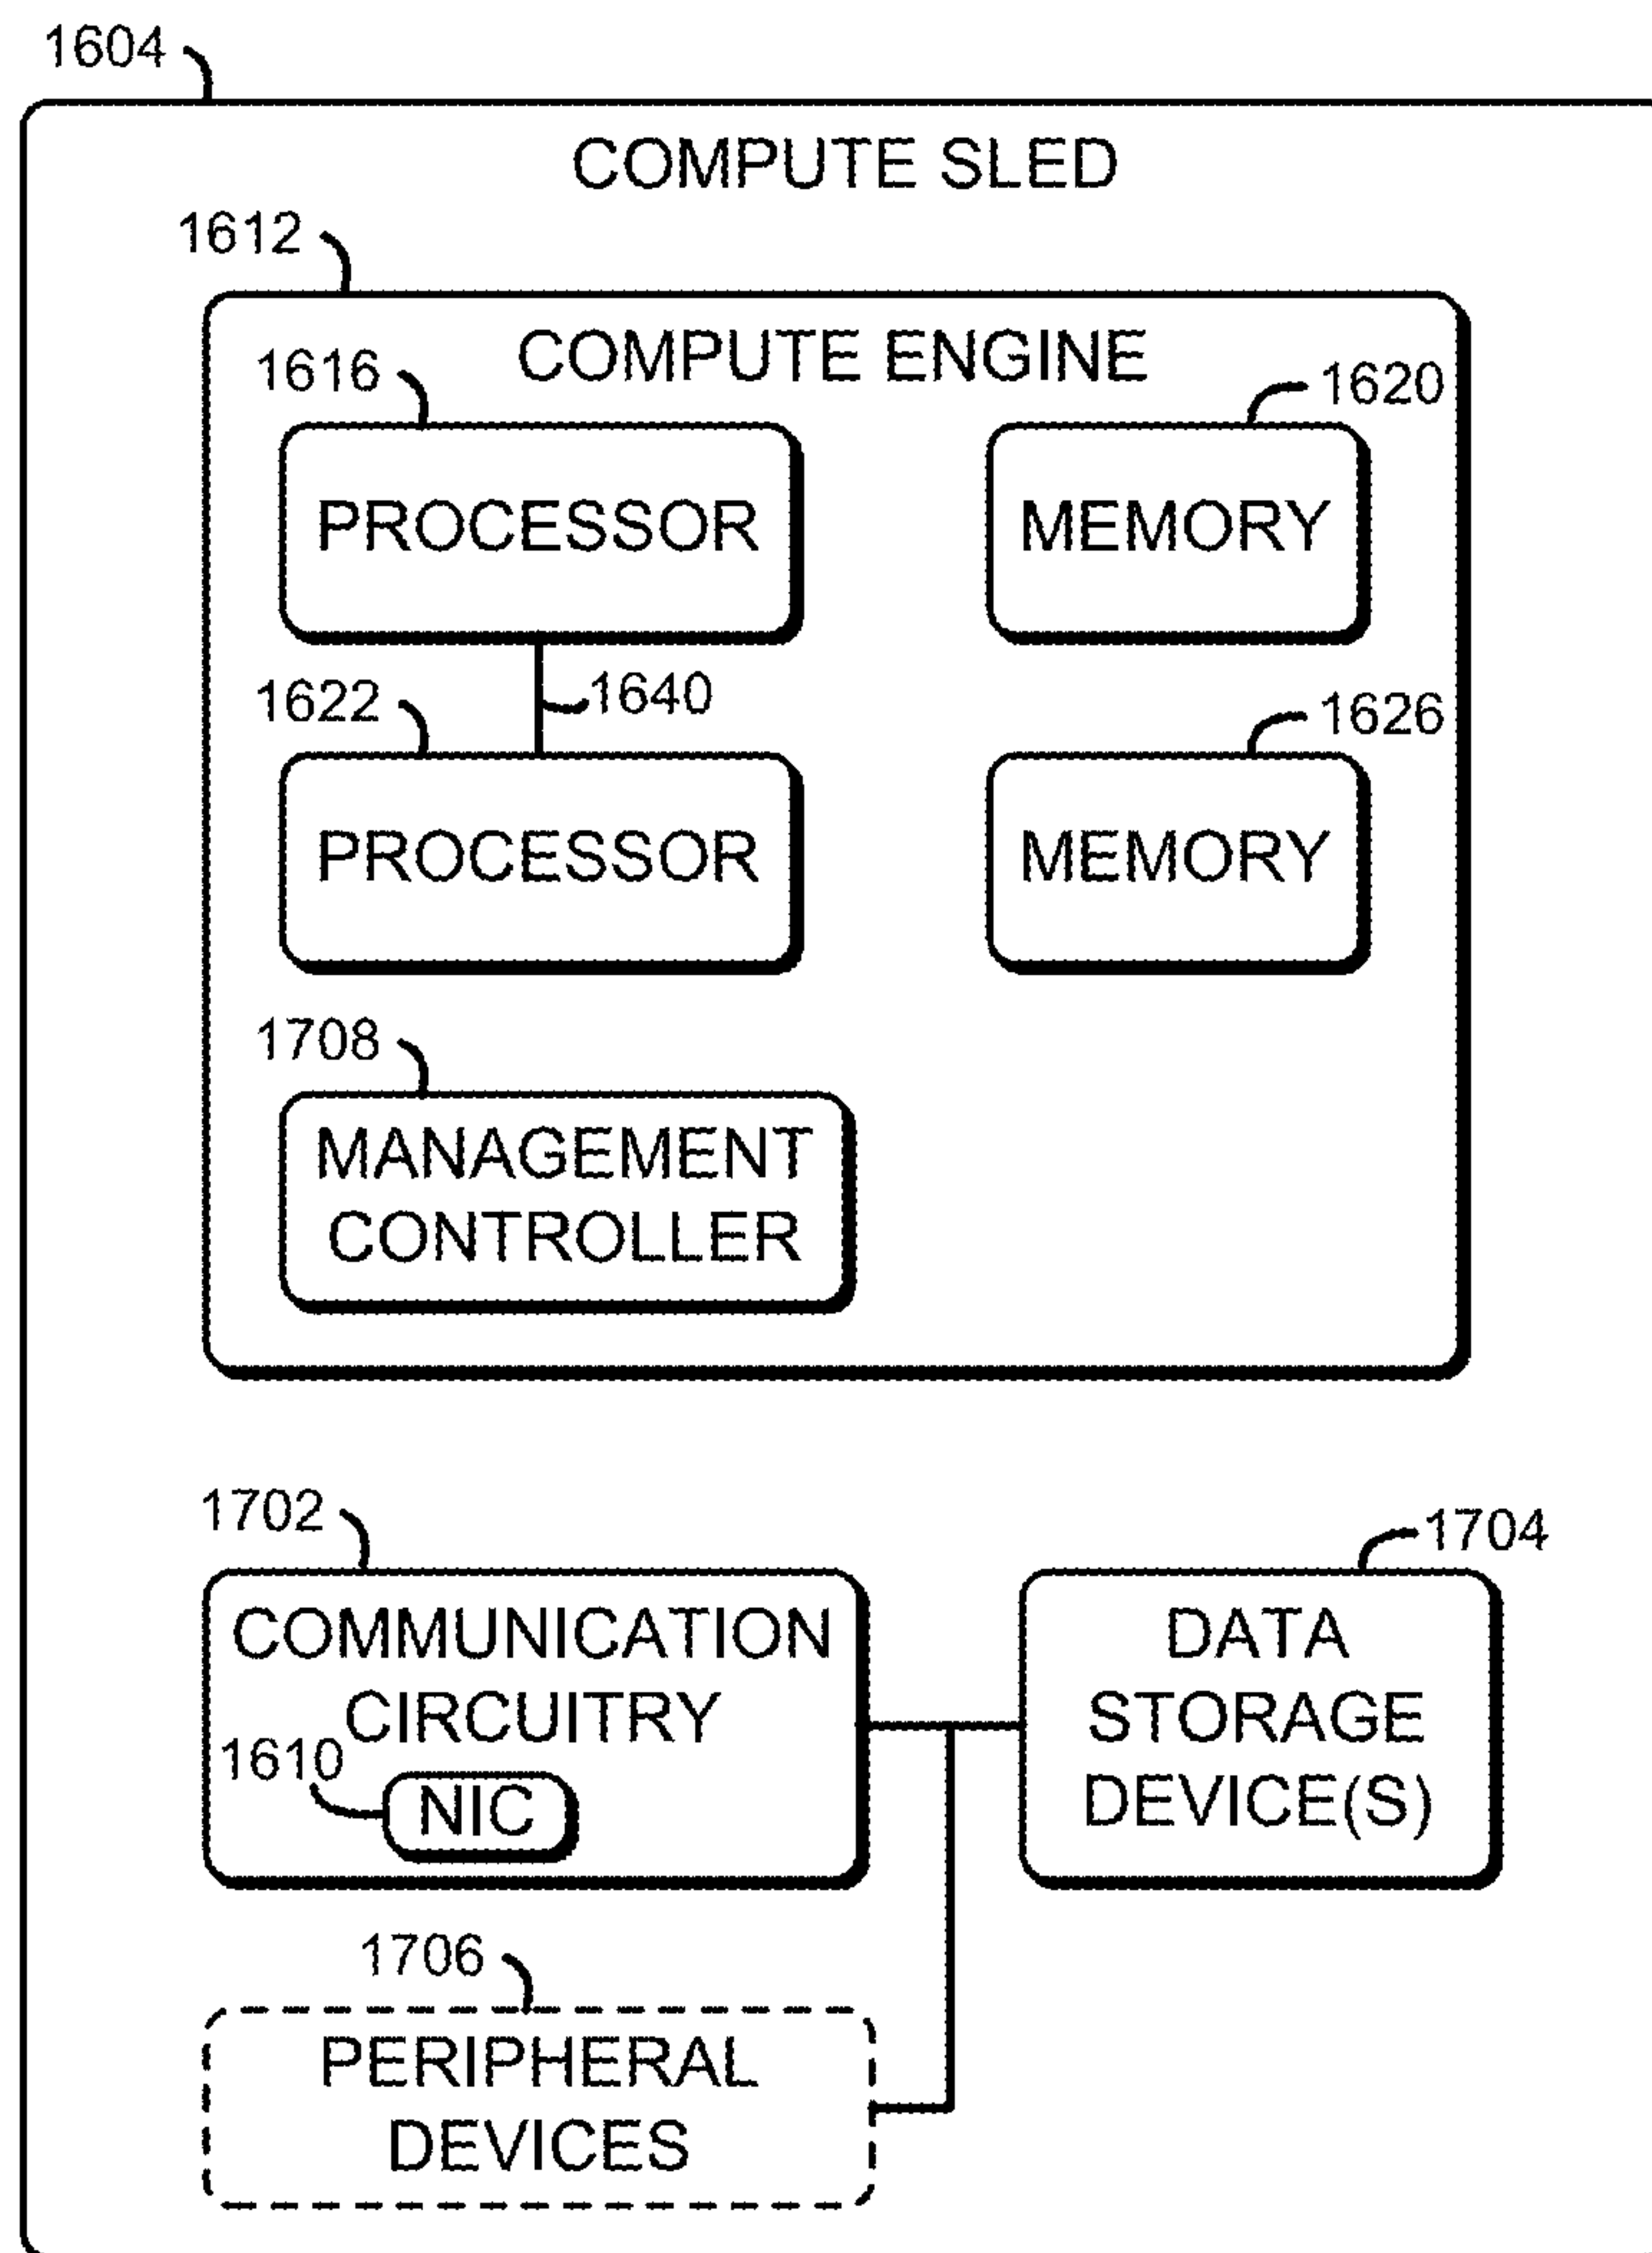 1604
COMPUTE SLED
1612
COMPUTE ENGINE
1616
1620
PROCESSOR
MEMORY
1640
1622
1626
PROCESSOR
MEMORY
1708
MANAGEMENT
CONTROLLER
1702
1704
COMMUNICATION
CIRCUITRY
1610
NIC
DATA
STORAGE
DEVICE(S)
1706
PERIPHERAL
DEVICES